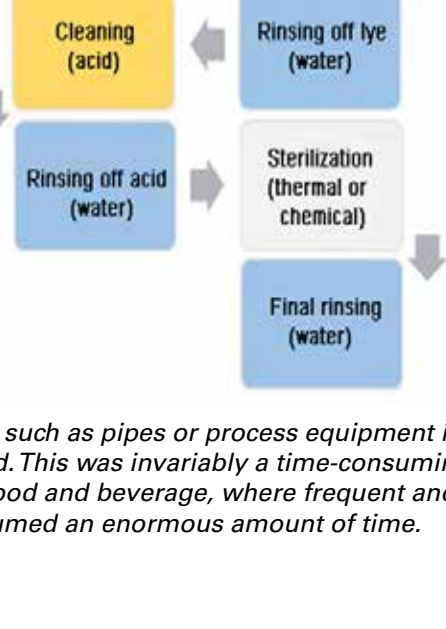 Cleaning
(acid)
Rinsing off lye
(water)
Rinsing off acid
(water)
Sterilization
(thermal or
chemical)
Final rinsing
(water)
such as pipes or process equipment
d. This was invariably a time-consumin
ood and beverage, where frequent and
umed an enormous amount of time.